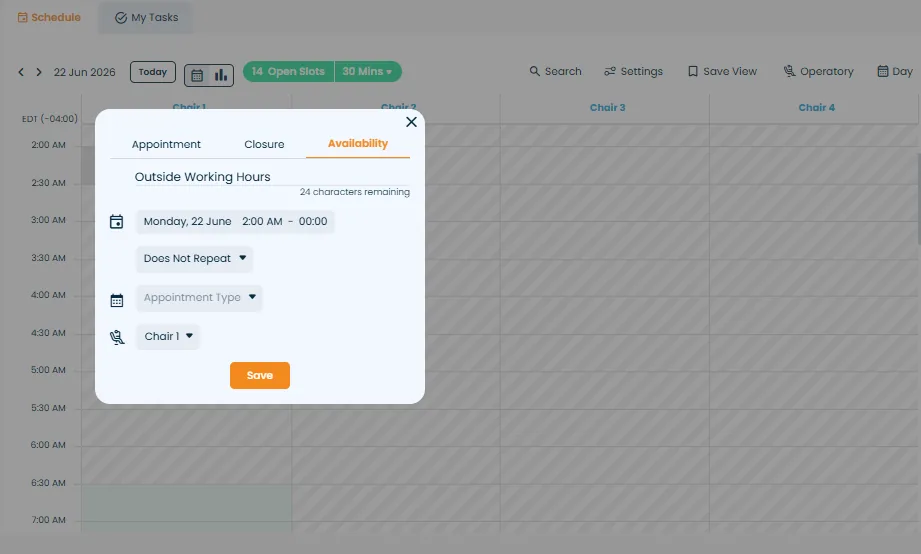 Schedule My Tasks
22 Jun 2026 Today 14 Open Slots 30 Mins Search Settings Save View Operatory Day
Chair 1 Chair 2 Chair 3 Chair 4
EDT (-04:00)
Appointment Closure Availability
2:00 AM
Outside Working Hours
2:30 AM
24 characters remaining
3:00 AM
Monday, 22 June 2:00 AM - 00:00
3:30 AM
Does Not Repeat
4:00 AM
Appointment Type
4:30 AM
Chair 1
5:00 AM
Save
5:30 AM
6:00 AM
6:30 AM
7:00 AM